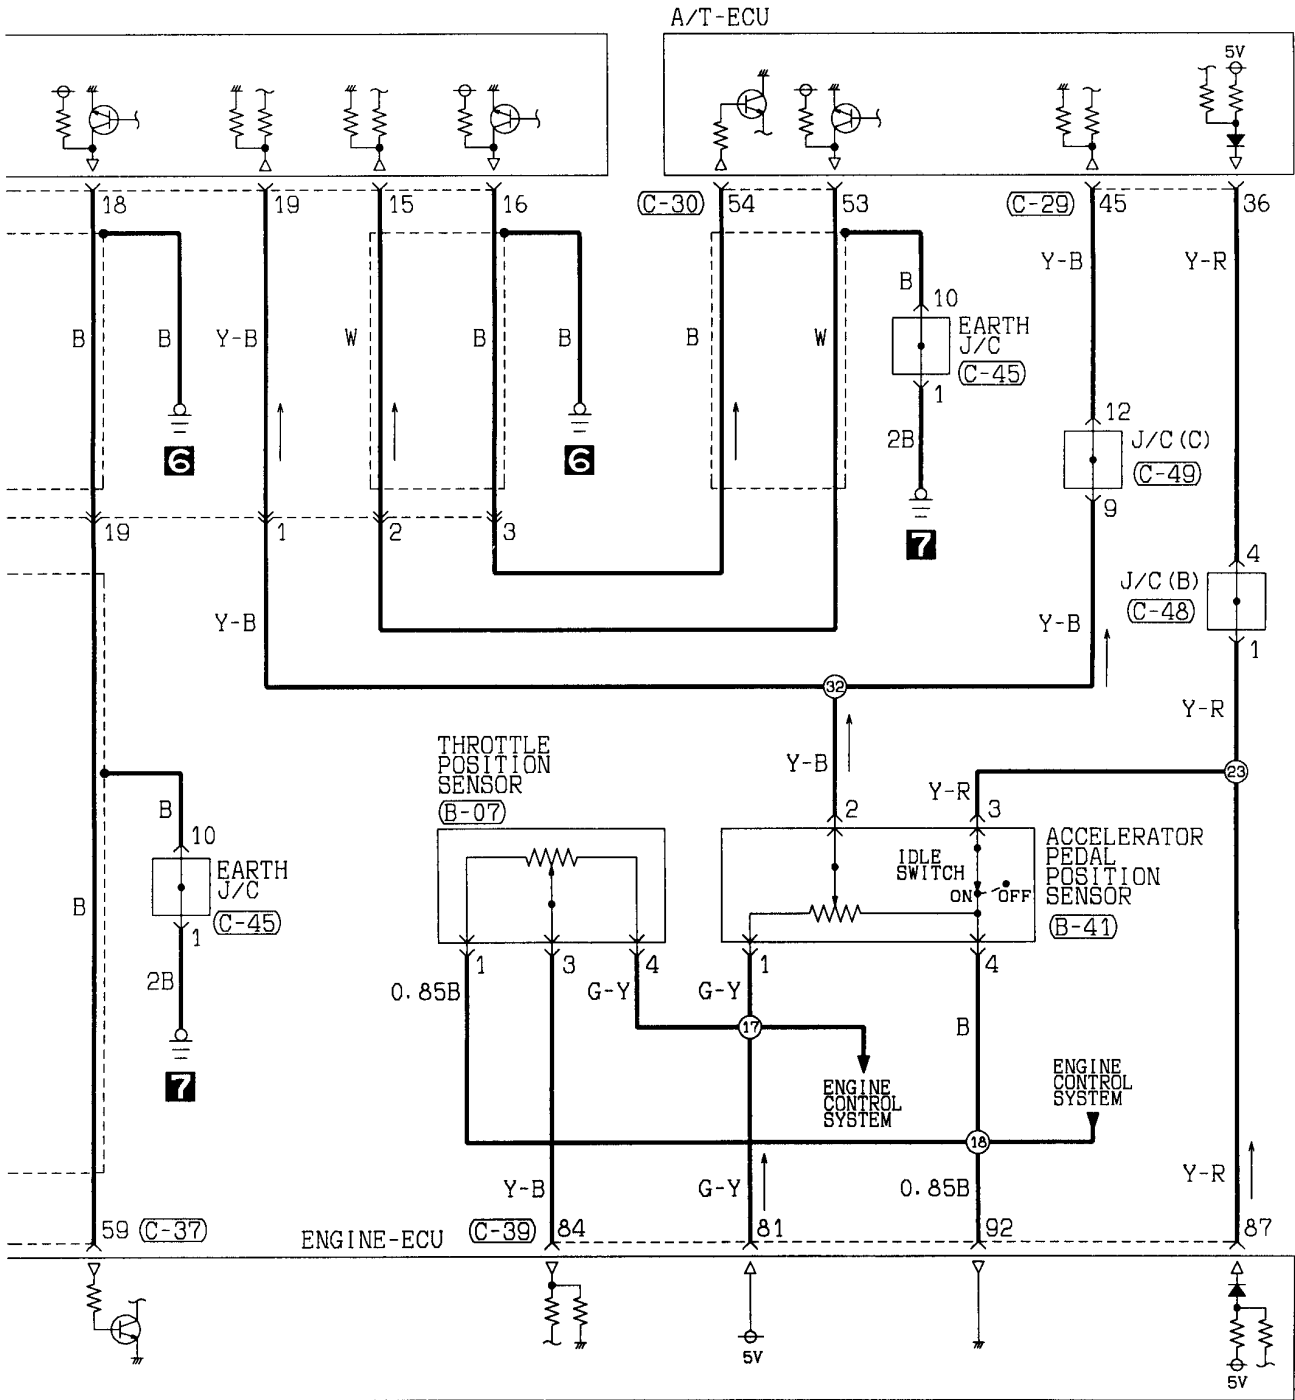 A/T-ECU
5V
18 19 15 16 (C-30) 54 53 (C-29) 45 36
Y-B Y-R
B 10
B B Y-B W B B B W EARTH
J/C
(C-45)
1
12
2B J/C(C)
(C-49)
6 6 9
19 1 2 3 7
4
J/C(B)
(C-48)
Y-B Y-B
1
32
Y-R
THROTTLE
POSITION
SENSOR
(B-07)
Y-B 23
Y-R
B 2 3
10
ACCELERATOR
PEDAL
POSITION
SENSOR
(B-41)
IDLE
SWITCH
ON OFF
EARTH
J/C
(C-45)
B
1
1 3 4 1 4
2B 0.85B G-Y G-Y
17 B
7
ENGINE
CONTROL
SYSTEM
ENGINE
CONTROL
SYSTEM
18
Y-B G-Y 0.85B Y-R
59 (C-37) ENGINE-ECU (C-39) 84 81 92 87
5V
5V